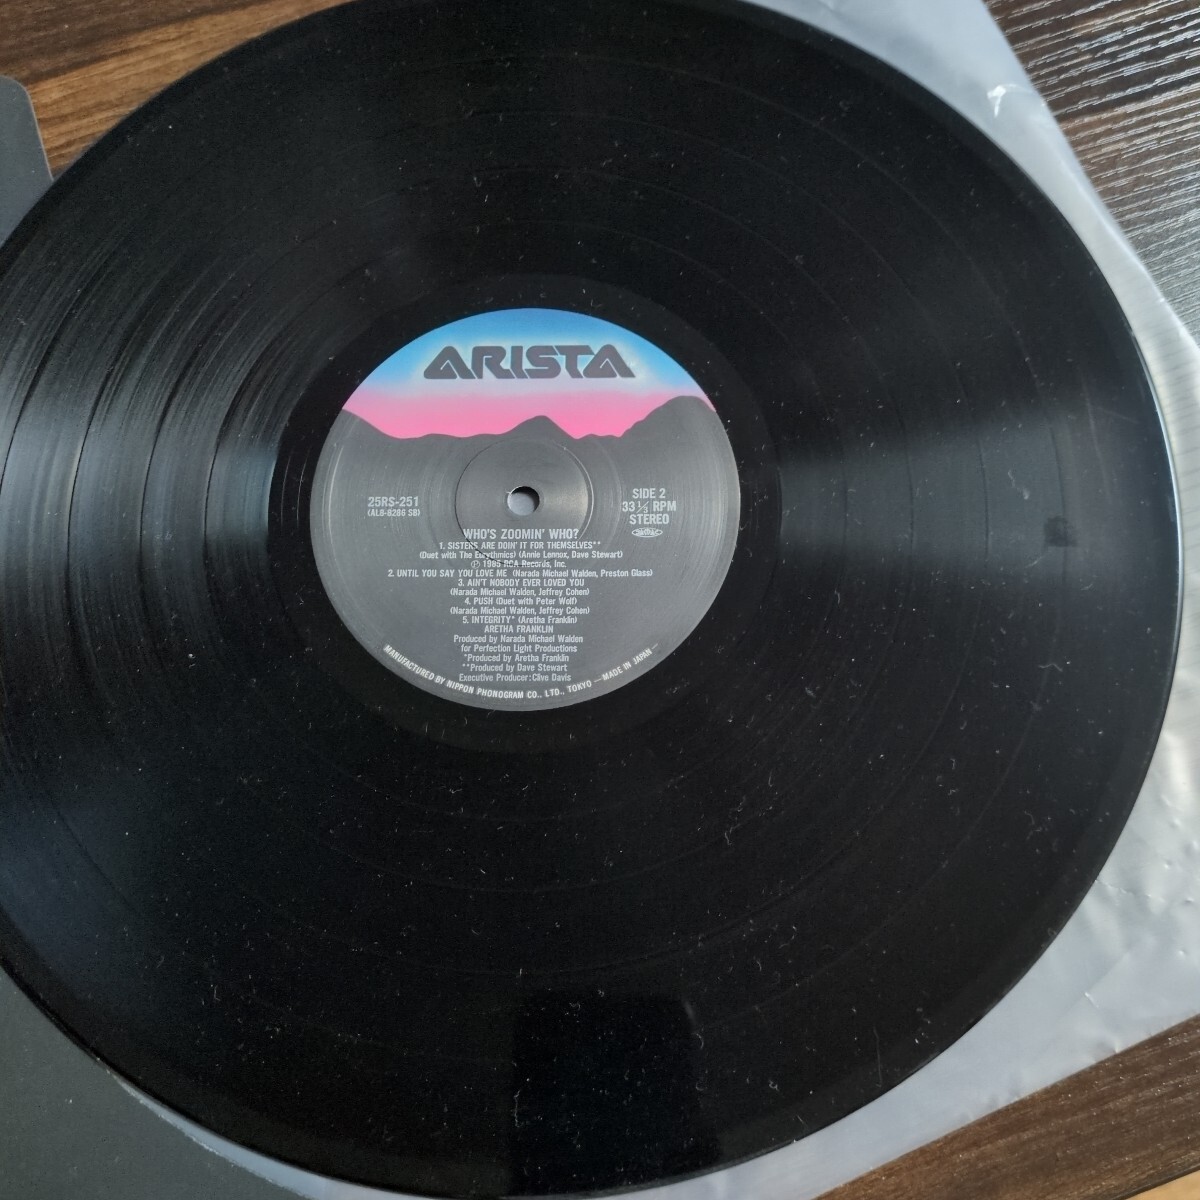 ARISTA
25RS-251
(AL8-8286 SB)
SIDE 2
33 1/3 RPM
STEREO
WHO'S ZOOMIN' WHO?
1. SISTERS ARE DOIN' IT FOR THEMSELVES**
(Duet with The Eurythmics) (Annie Lennox, Dave Stewart)
Ⓟ 1985 RCA Records, Inc.
2. UNTIL YOU SAY YOU LOVE ME (Narada Michael Walden, Preston Glass)
3. AIN'T NOBODY EVER LOVED YOU
(Narada Michael Walden, Jeffrey Cohen)
4. PUSH (Duet with Peter Wolf)
(Narada Michael Walden, Jeffrey Cohen)
5. INTEGRITY* (Aretha Franklin)
ARETHA FRANKLIN
Produced by Narada Michael Walden
for Perfection Light Productions
*Produced by Aretha Franklin
**Produced by Dave Stewart
Executive Producer: Clive Davis
MANUFACTURED BY NIPPON PHONOGRAM CO., LTD., TOKYO —MADE IN JAPAN—